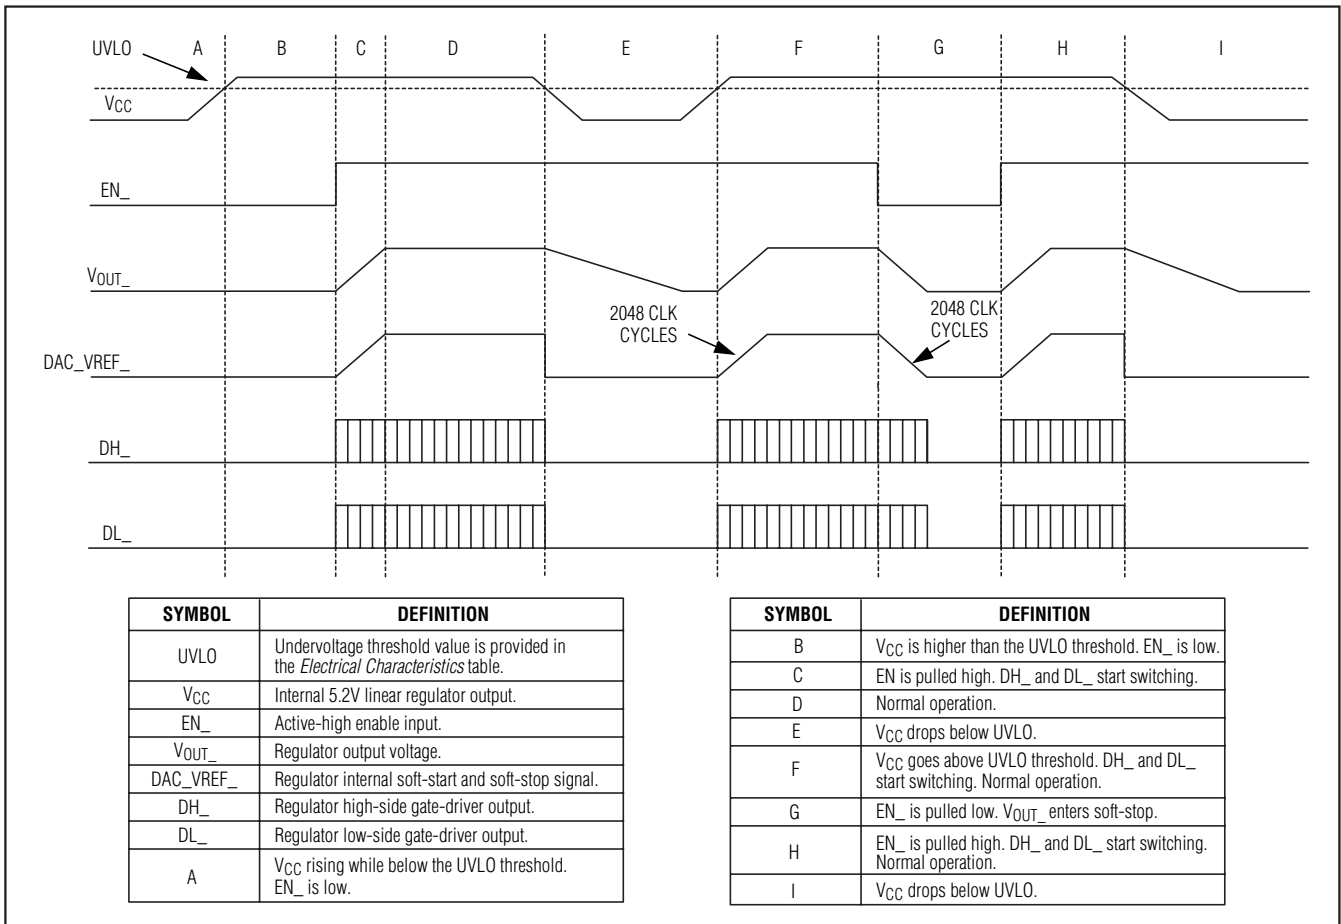 UVLO A B C D E F G H I
VCC
EN_
VOUT_
2048 CLK
CYCLES
2048 CLK
CYCLES
DAC_VREF_
DH_
DL_
SYMBOL DEFINITION
UVLO Undervoltage threshold value is provided in
the Electrical Characteristics table.
VCC Internal 5.2V linear regulator output.
EN_ Active-high enable input.
VOUT_ Regulator output voltage.
DAC_VREF_ Regulator internal soft-start and soft-stop signal.
DH_ Regulator high-side gate-driver output.
DL_ Regulator low-side gate-driver output.
A VCC rising while below the UVLO threshold.
EN_ is low.
SYMBOL DEFINITION
B VCC is higher than the UVLO threshold. EN_ is low.
C EN is pulled high. DH_ and DL_ start switching.
D Normal operation.
E VCC drops below UVLO.
F VCC goes above UVLO threshold. DH_ and DL_
start switching. Normal operation.
G EN_ is pulled low. VOUT_ enters soft-stop.
H EN_ is pulled high. DH_ and DL_ start switching.
Normal operation.
I VCC drops below UVLO.